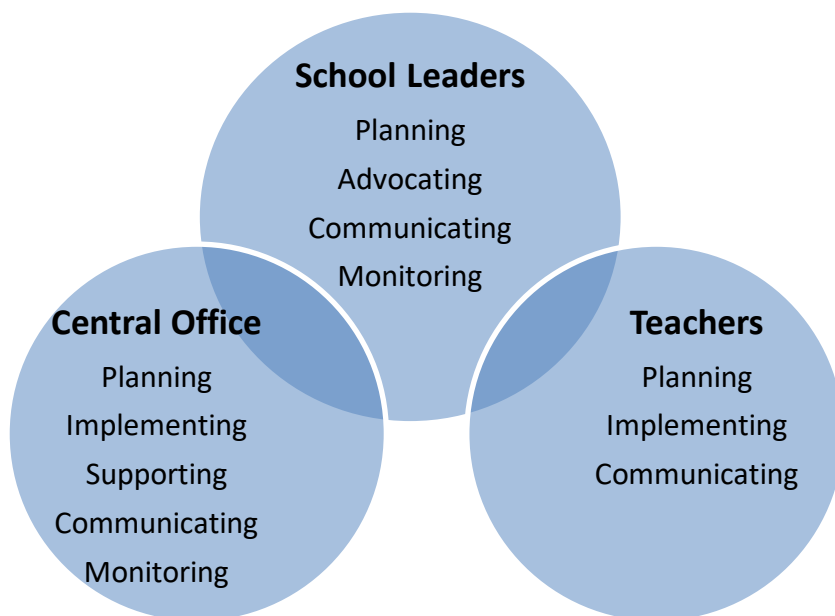 School Leaders
Planning
Advocating
Communicating
Monitoring
Central Office
Planning
Implementing
Supporting
Communicating
Monitoring
Teachers
Planning
Implementing
Communicating